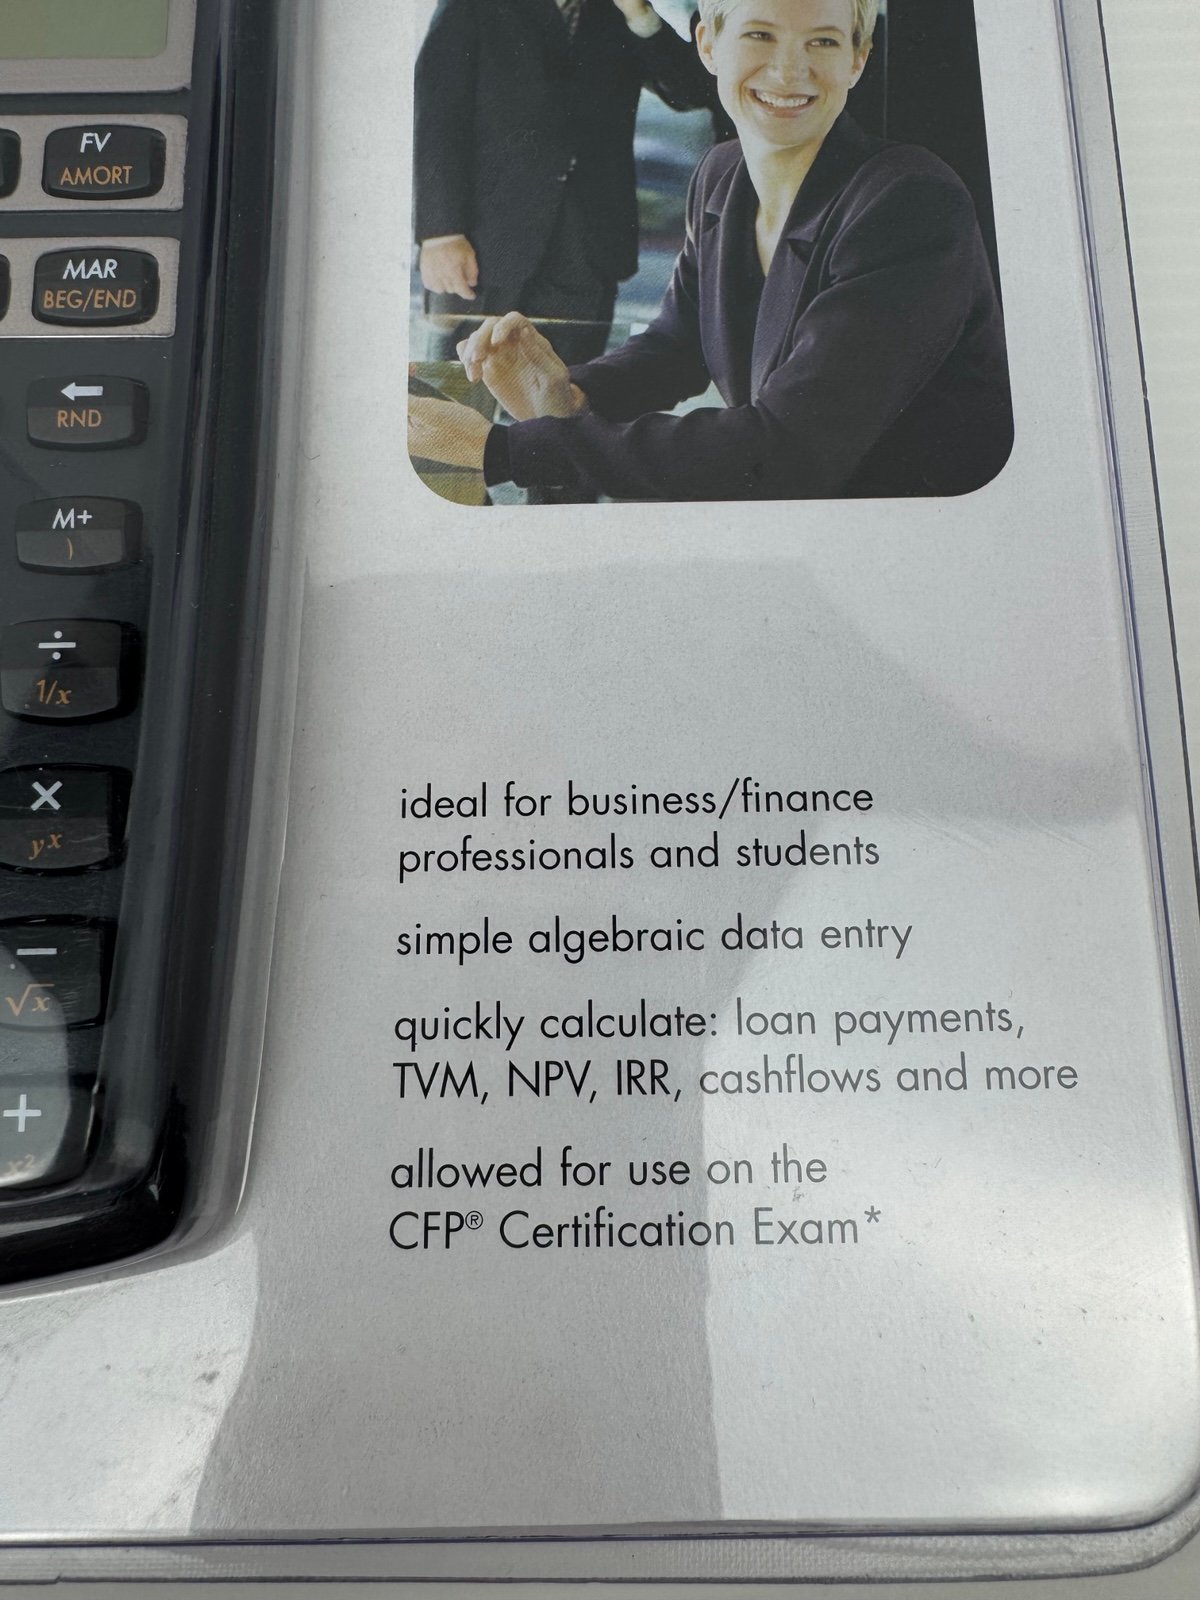 FV
AMORT
MAR
BEG/END
←
RND
M+
)
÷
1/x
×
yx
−
√x
+
x2
ideal for business/finance
professionals and students
simple algebraic data entry
quickly calculate: loan payments,
TVM, NPV, IRR, cashflows and more
allowed for use on the
CFP® Certification Exam*